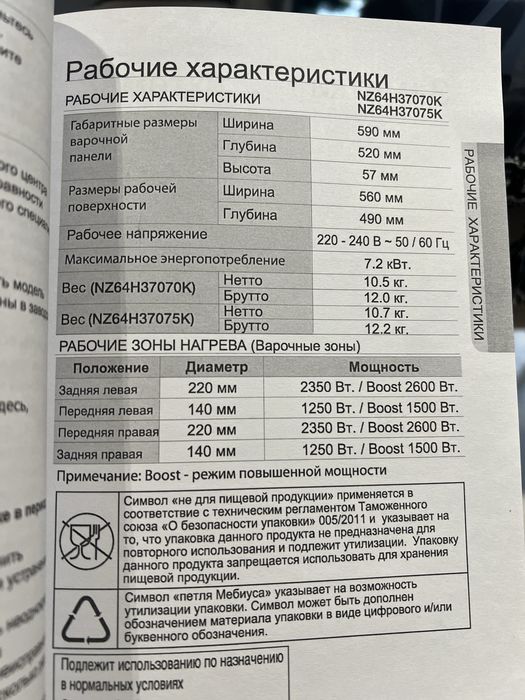 Рабочие характеристики
РАБОЧИЕ ХАРАКТЕРИСТИКИ NZ64H37070K
NZ64H37075K
Габаритные размеры варочной панели Ширина 590 мм
Глубина 520 мм
Высота 57 мм
Размеры рабочей поверхности Ширина 560 мм
Глубина 490 мм
Рабочее напряжение 220 - 240 В ~ 50 / 60 Гц
Максимальное энергопотребление 7.2 кВт.
Вес (NZ64H37070K) Нетто 10.5 кг.
Брутто 12.0 кг.
Вес (NZ64H37075K) Нетто 10.7 кг.
Брутто 12.2 кг.
РАБОЧИЕ ЗОНЫ НАГРЕВА (Варочные зоны)
Положение Диаметр Мощность
Задняя левая 220 мм 2350 Вт. / Boost 2600 Вт.
Передняя левая 140 мм 1250 Вт. / Boost 1500 Вт.
Передняя правая 220 мм 2350 Вт. / Boost 2600 Вт.
Задняя правая 140 мм 1250 Вт. / Boost 1500 Вт.
Примечание: Boost - режим повышенной мощности
Символ «не для пищевой продукции» применяется в
соответствие с техническим регламентом Таможенного
союза «О безопасности упаковки» 005/2011 и указывает на
то, что упаковка данного продукта не предназначена для
повторного использования и подлежит утилизации. Упаковку
данного продукта запрещается использовать для хранения
пищевой продукции.
Символ «петля Мебиуса» указывает на возможность
утилизации упаковки. Символ может быть дополнен
обозначением материала упаковки в виде цифрового и/или
буквенного обозначения.
Подлежит использованию по назначению
в нормальных условиях
РАБОЧИЕ ХАРАКТЕРИСТИКИ